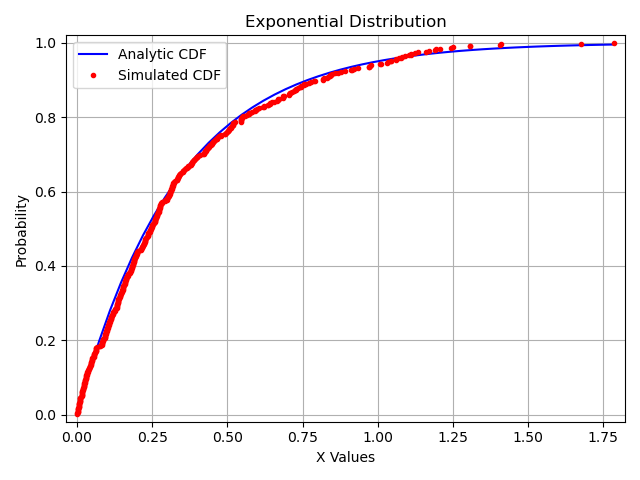 Exponential Distribution
Analytic CDF
Simulated CDF
1.0
0.8
0.6
0.4
0.2
0.0
Probability
0.00 0.25 0.50 0.75 1.00 1.25 1.50 1.75
X Values